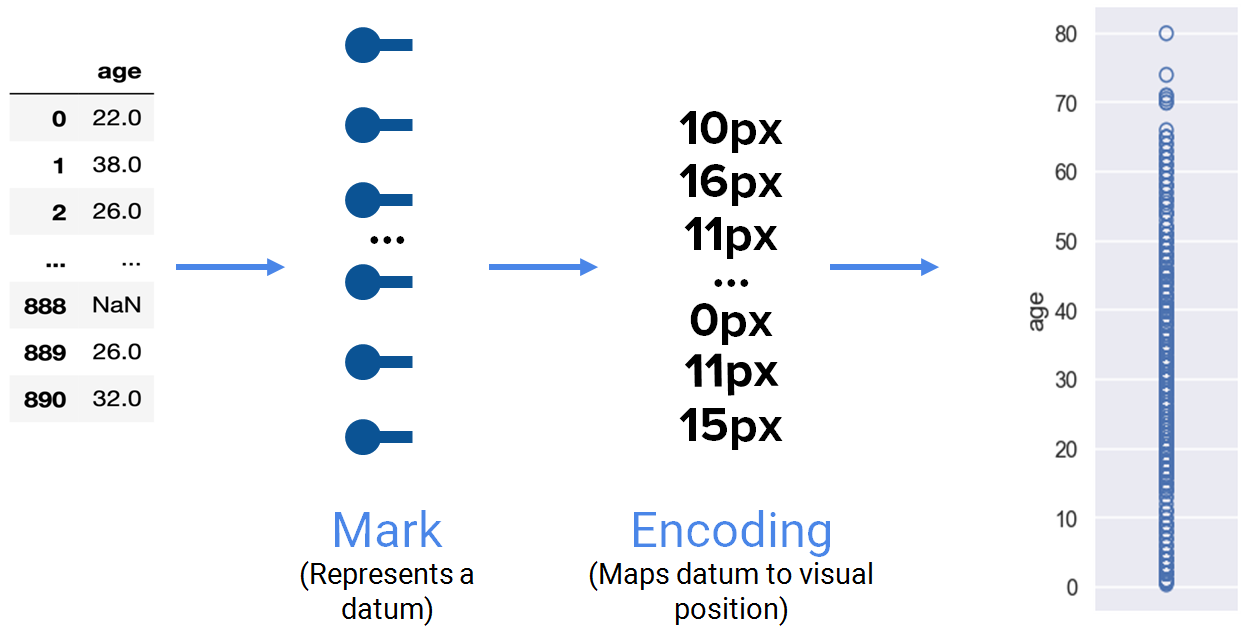 age
0 22.0
1 38.0
2 26.0
... ...
888 NaN
889 26.0
890 32.0
...
Mark
(Represents a
datum)
10px
16px
11px
...
0px
11px
15px
Encoding
(Maps datum to visual
position)
age
80
70
60
50
40
30
20
10
0